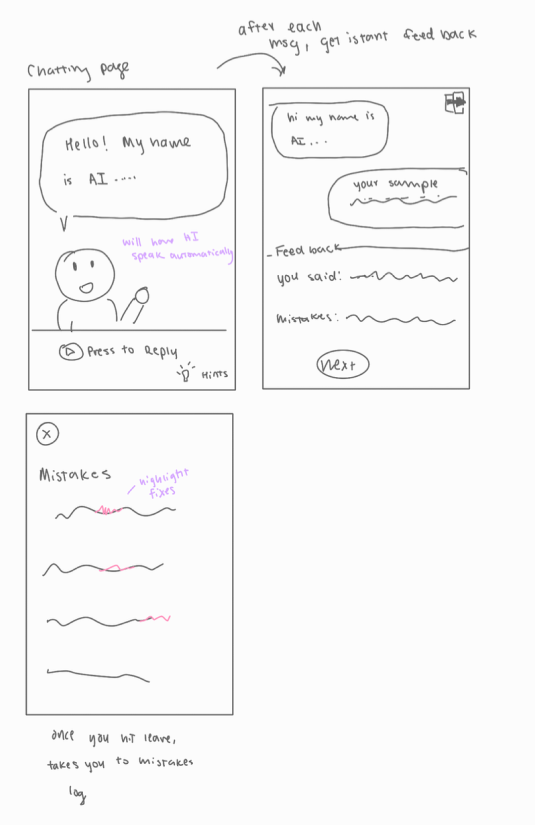 after each
msg, get istant feedback
Chatting page
Hello! My name
is AI.....
will have AI
speak automatically
Press to Reply
Hints
hi my name is
AI...
your sample
Feedback
you said:
Mistakes:
Next
X
Mistakes
highlight
fixes
once you hit leave,
takes you to mistakes
log